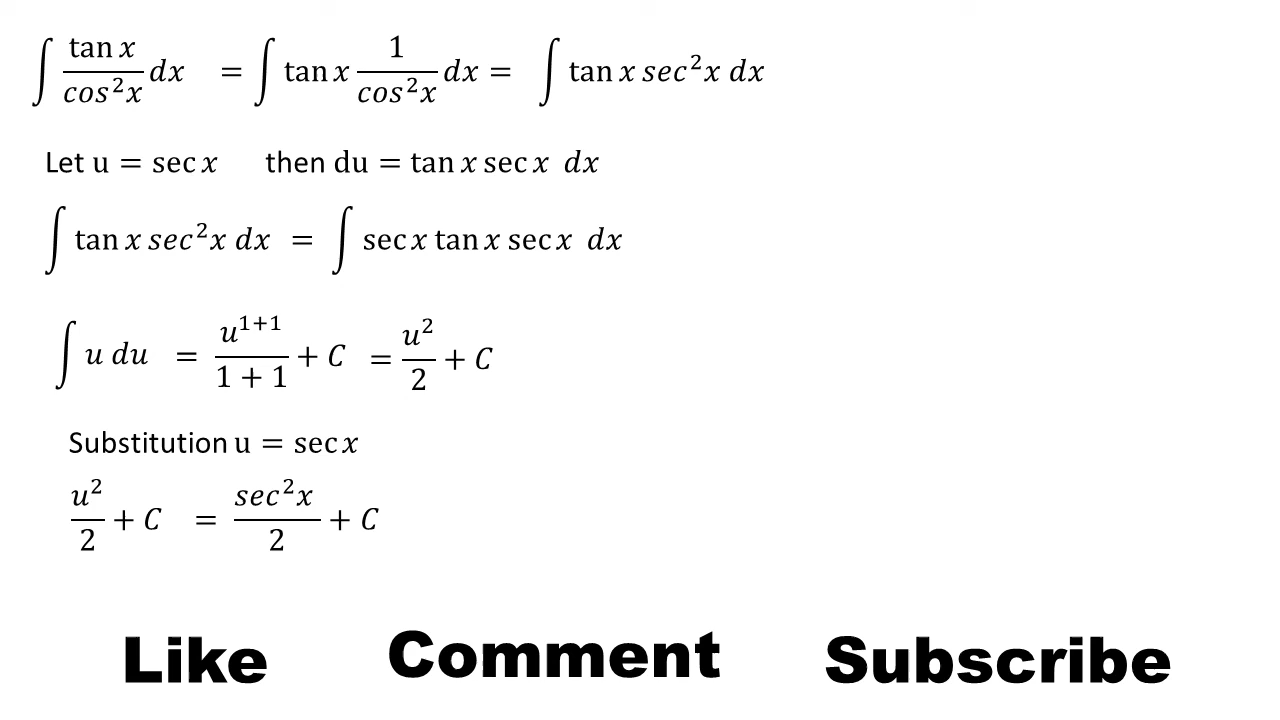 ∫ tan x / cos²x dx = ∫ tan x 1 / cos²x dx = ∫ tan x sec²x dx
Let u = sec x then du = tan x sec x dx
∫ tan x sec²x dx = ∫ sec x tan x sec x dx
∫ u du = u¹⁺¹ / 1 + 1 + C = u² / 2 + C
Substitution u = sec x
u² / 2 + C = sec²x / 2 + C
Like Comment Subscribe